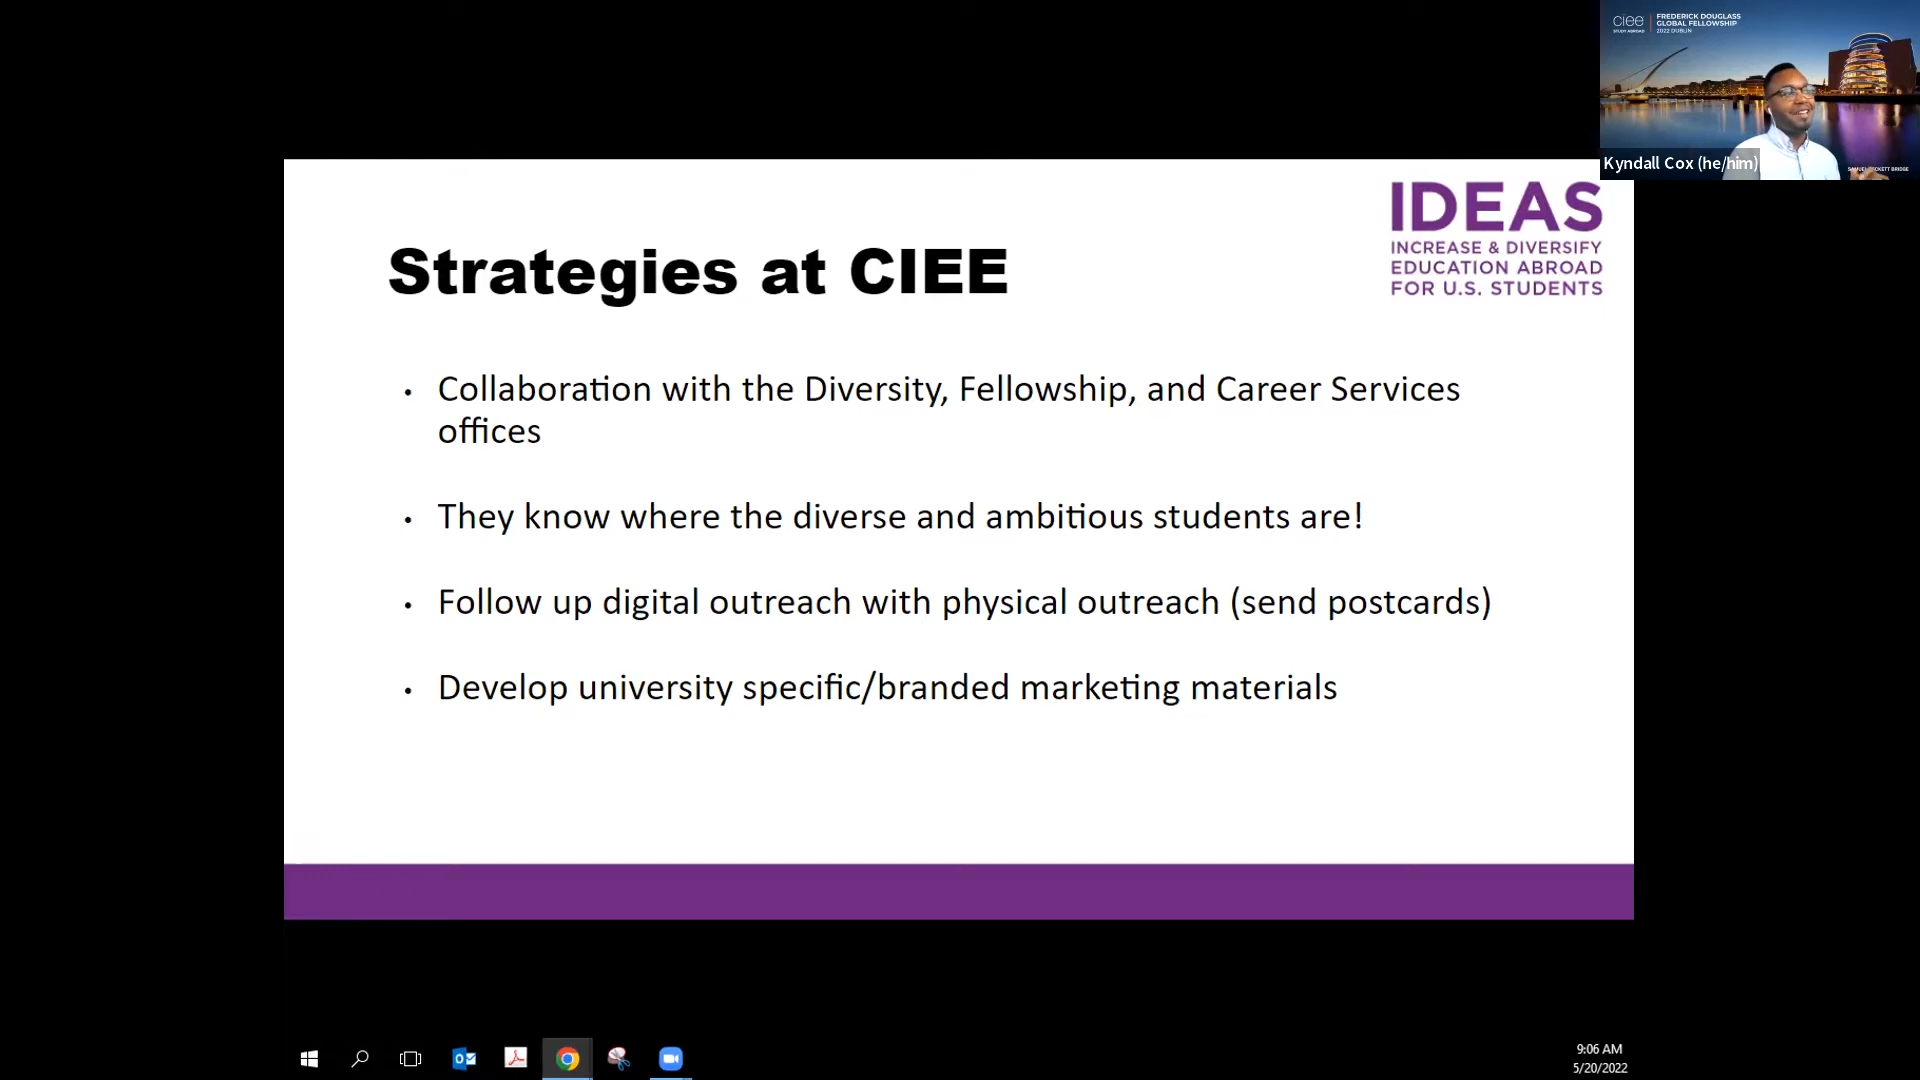 ciee
STUDY ABROAD
FREDERICK DOUGLASS
GLOBAL FELLOWSHIP
2022 DUBLIN
Kyndall Cox (he/him)
IDEAS
INCREASE & DIVERSIFY
EDUCATION ABROAD
FOR U.S. STUDENTS
Strategies at CIEE
• Collaboration with the Diversity, Fellowship, and Career Services
offices
• They know where the diverse and ambitious students are!
• Follow up digital outreach with physical outreach (send postcards)
• Develop university specific/branded marketing materials
9:06 AM
5/20/2022